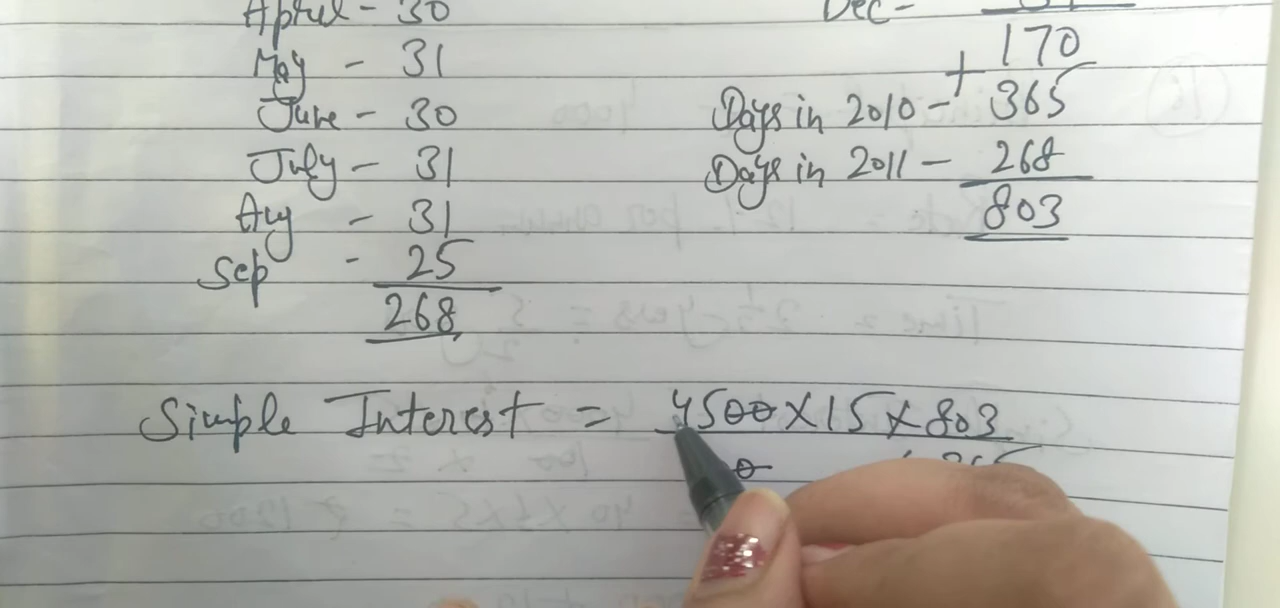 April - 30
May - 31
June - 30
July - 31
Aug - 31
Sep - 25
268
Dec -
170
+
Days in 2010 - 365
Days in 2011 - 268
803
Simple Interest = 4500 × 15 × 803